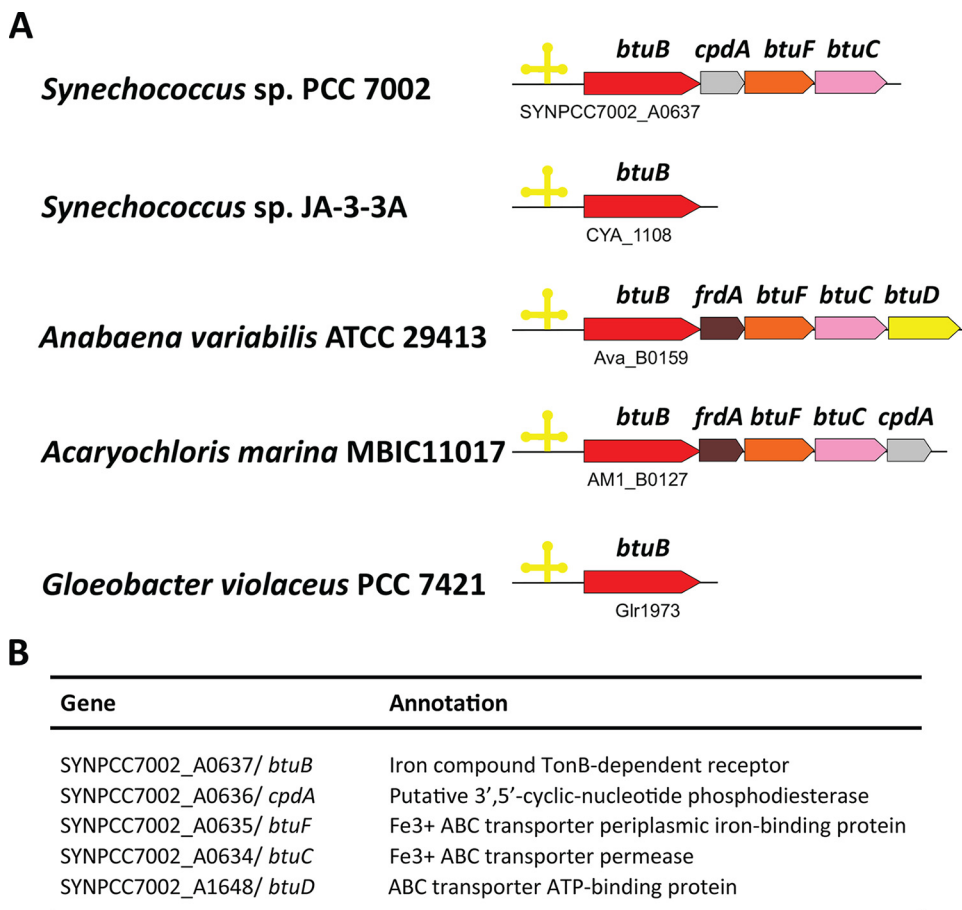 A
btuB cpdA btuF btuC
Synechococcus sp. PCC 7002
SYNPCC7002_A0637
btuB
Synechococcus sp. JA-3-3A
CYA_1108
btuB frdA btuF btuC btuD
Anabaena variabilis ATCC 29413
Ava_B0159
btuB frdA btuF btuC cpdA
Acaryochloris marina MBIC11017
AM1_B0127
btuB
Gloeobacter violaceus PCC 7421
Glr1973
B
Gene Annotation
SYNPCC7002_A0637/ btuB Iron compound TonB-dependent receptor
SYNPCC7002_A0636/ cpdA Putative 3’,5’-cyclic-nucleotide phosphodiesterase
SYNPCC7002_A0635/ btuF Fe3+ ABC transporter periplasmic iron-binding protein
SYNPCC7002_A0634/ btuC Fe3+ ABC transporter permease
SYNPCC7002_A1648/ btuD ABC transporter ATP-binding protein